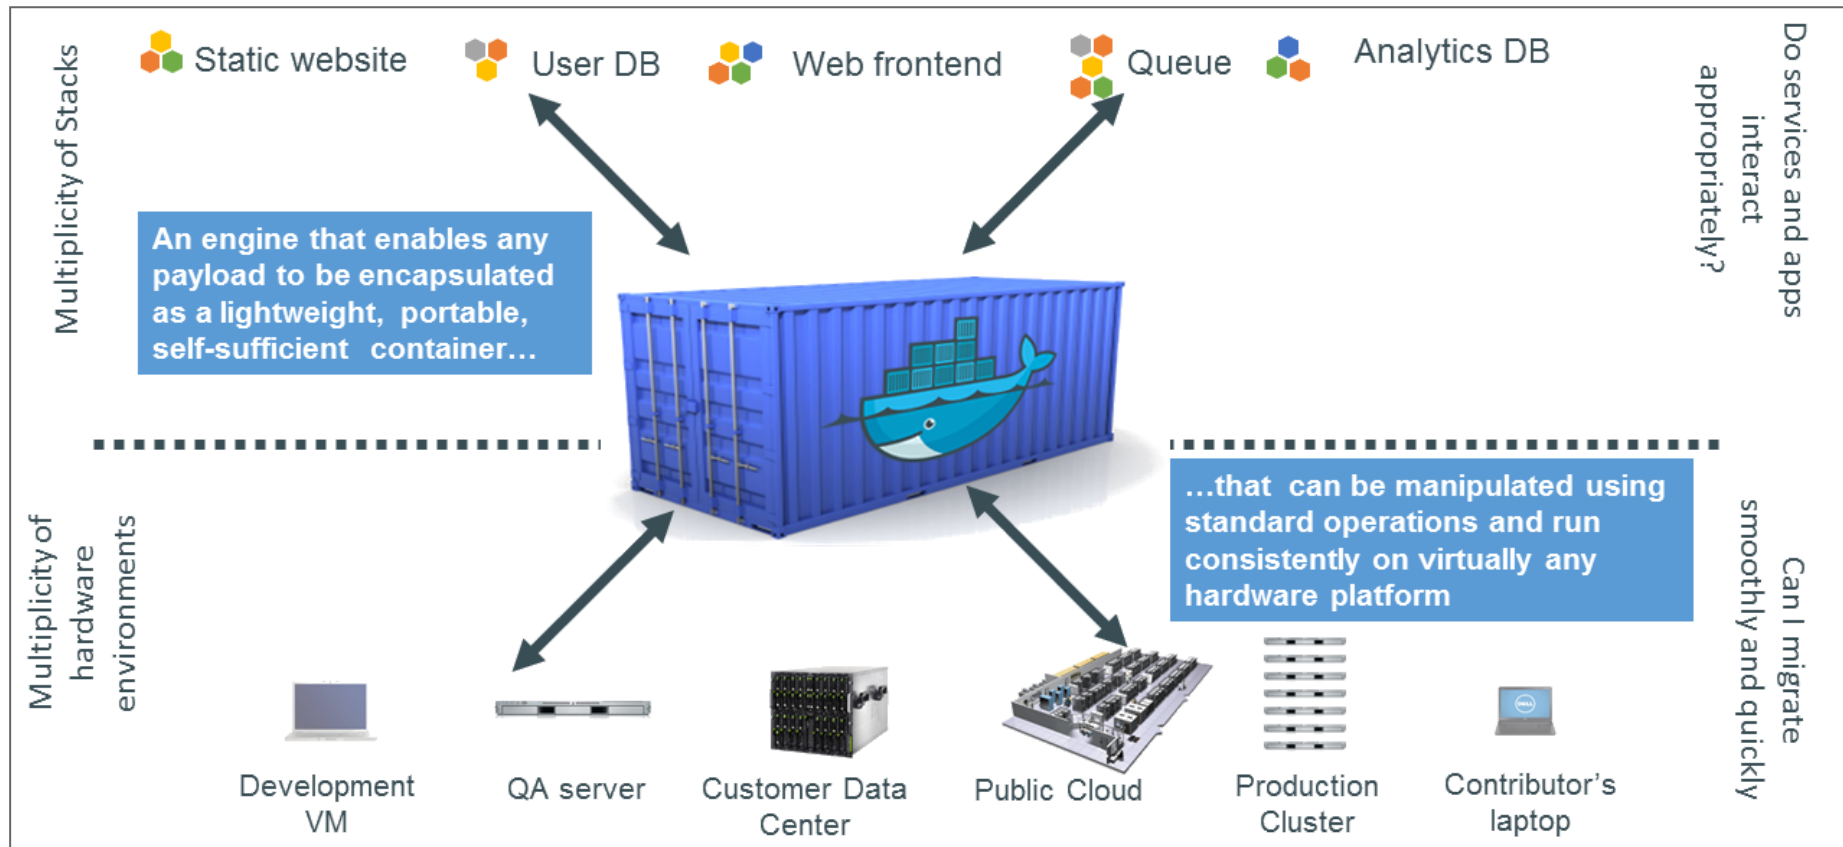 Static website
User DB
Web frontend
Queue
Analytics DB
Multiplicity of Stacks
Do services and apps
interact
appropriately?
An engine that enables any
payload to be encapsulated
as a lightweight, portable,
self-sufficient container…
…that can be manipulated using
standard operations and run
consistently on virtually any
hardware platform
Multiplicity of
hardware
environments
Can I migrate
smoothly and quickly
DELL
Development
VM
QA server
Customer Data
Center
Public Cloud
Production
Cluster
Contributor’s
laptop